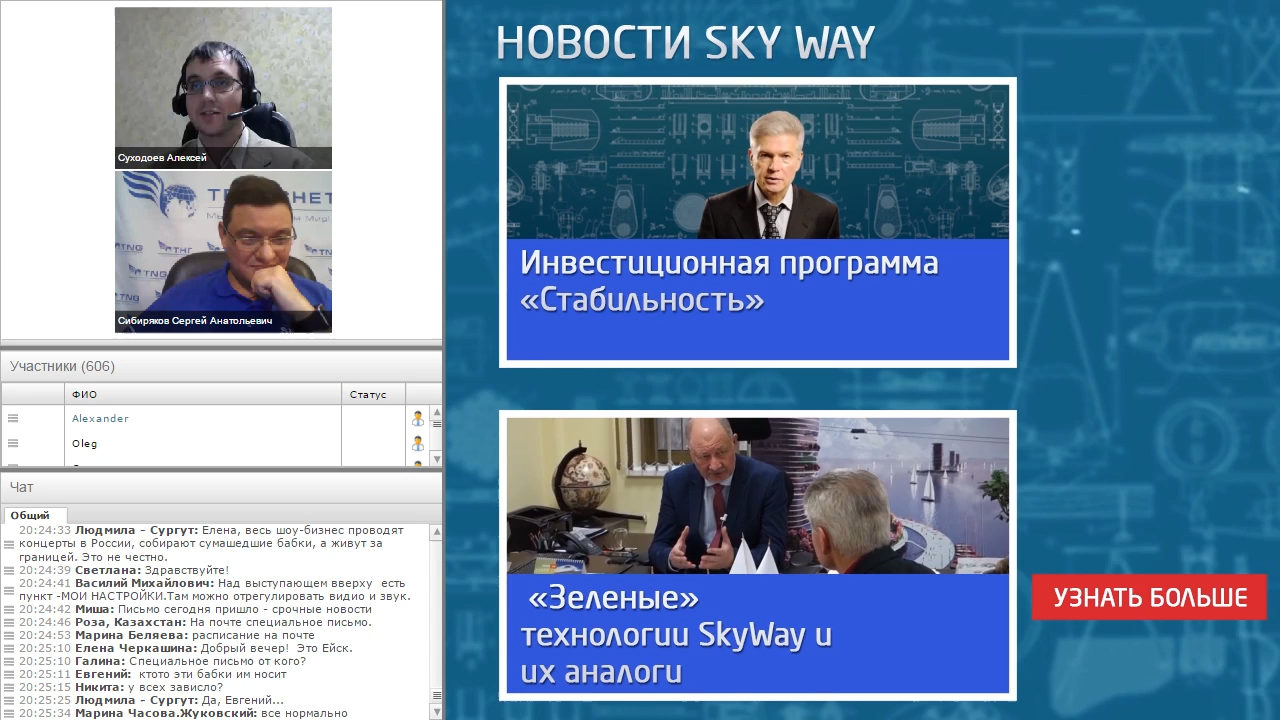 Суходоев Алексей
TNG
THГ
TNG
TNG
Сибиряков Сергей Анатольевич
Участники (606)
ФИО
Статус
Alexander
Oleg
Чат
Общий
20:24:33 Людмила - Сургут: Елена, весь шоу-бизнес проводят
концерты в России, собирают сумашедшие бабки, а живут за
границей. Это не честно.
20:24:39 Светлана: Здравствуйте!
20:24:41 Василий Михайлович: Над выступающем вверху есть
пункт -МОИ НАСТРОЙКИ.Там можно отрегулировать видео и звук.
20:24:42 Миша: Письмо сегодня пришло - срочные новости
20:24:46 Роза, Казахстан: На почте специальное письмо.
20:24:53 Марина Беляева: расписание на почте
20:25:10 Елена Черкашина: Добрый вечер! Это Ейск.
20:25:10 Галина: Специальное письмо от кого?
20:25:11 Евгений: ктото эти бабки им носит
20:25:15 Никита: у всех зависло?
20:25:25 Людмила - Сургут: Да, Евгений...
20:25:34 Марина Часова.Жуковский: все нормально
НОВОСТИ SKY WAY
Инвестиционная программа
«Стабильность»
«Зеленые»
технологии SkyWay и
их аналоги
УЗНАТЬ БОЛЬШЕ